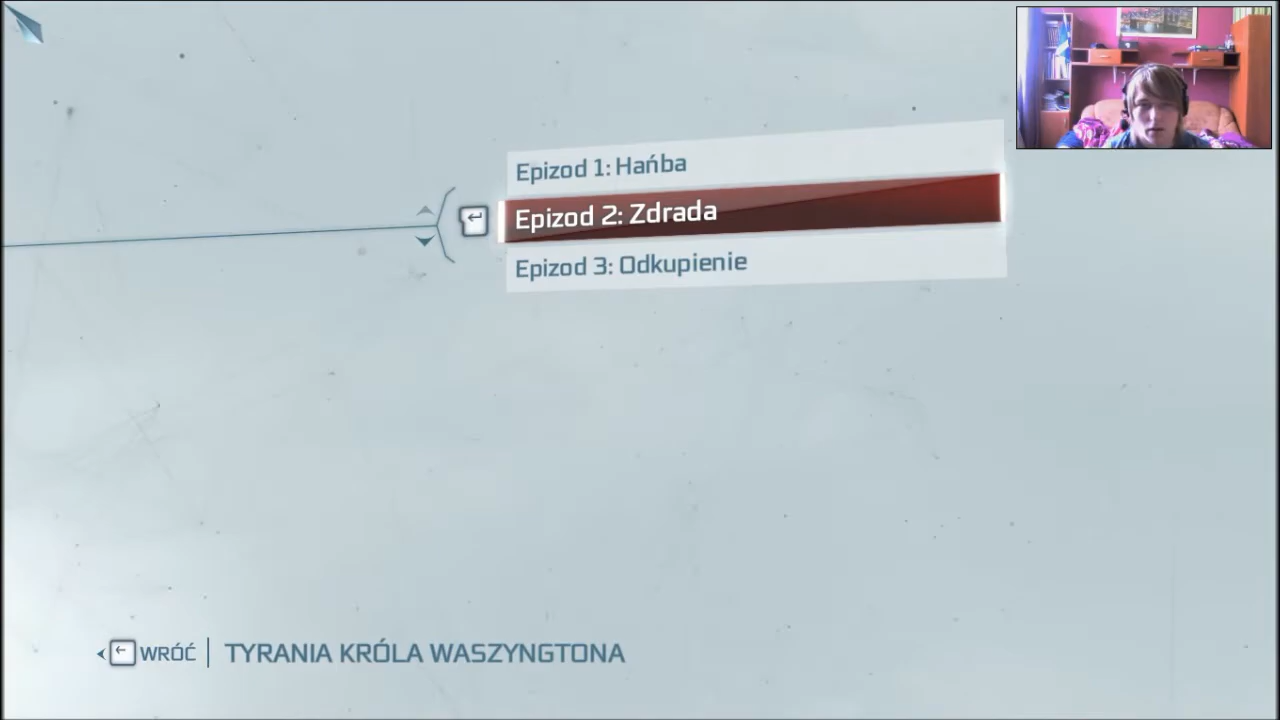 Epizod 1: Hańba
Epizod 2: Zdrada
Epizod 3: Odkupienie
WRÓĆ
TYRANIA KRÓLA WASZYNGTONA